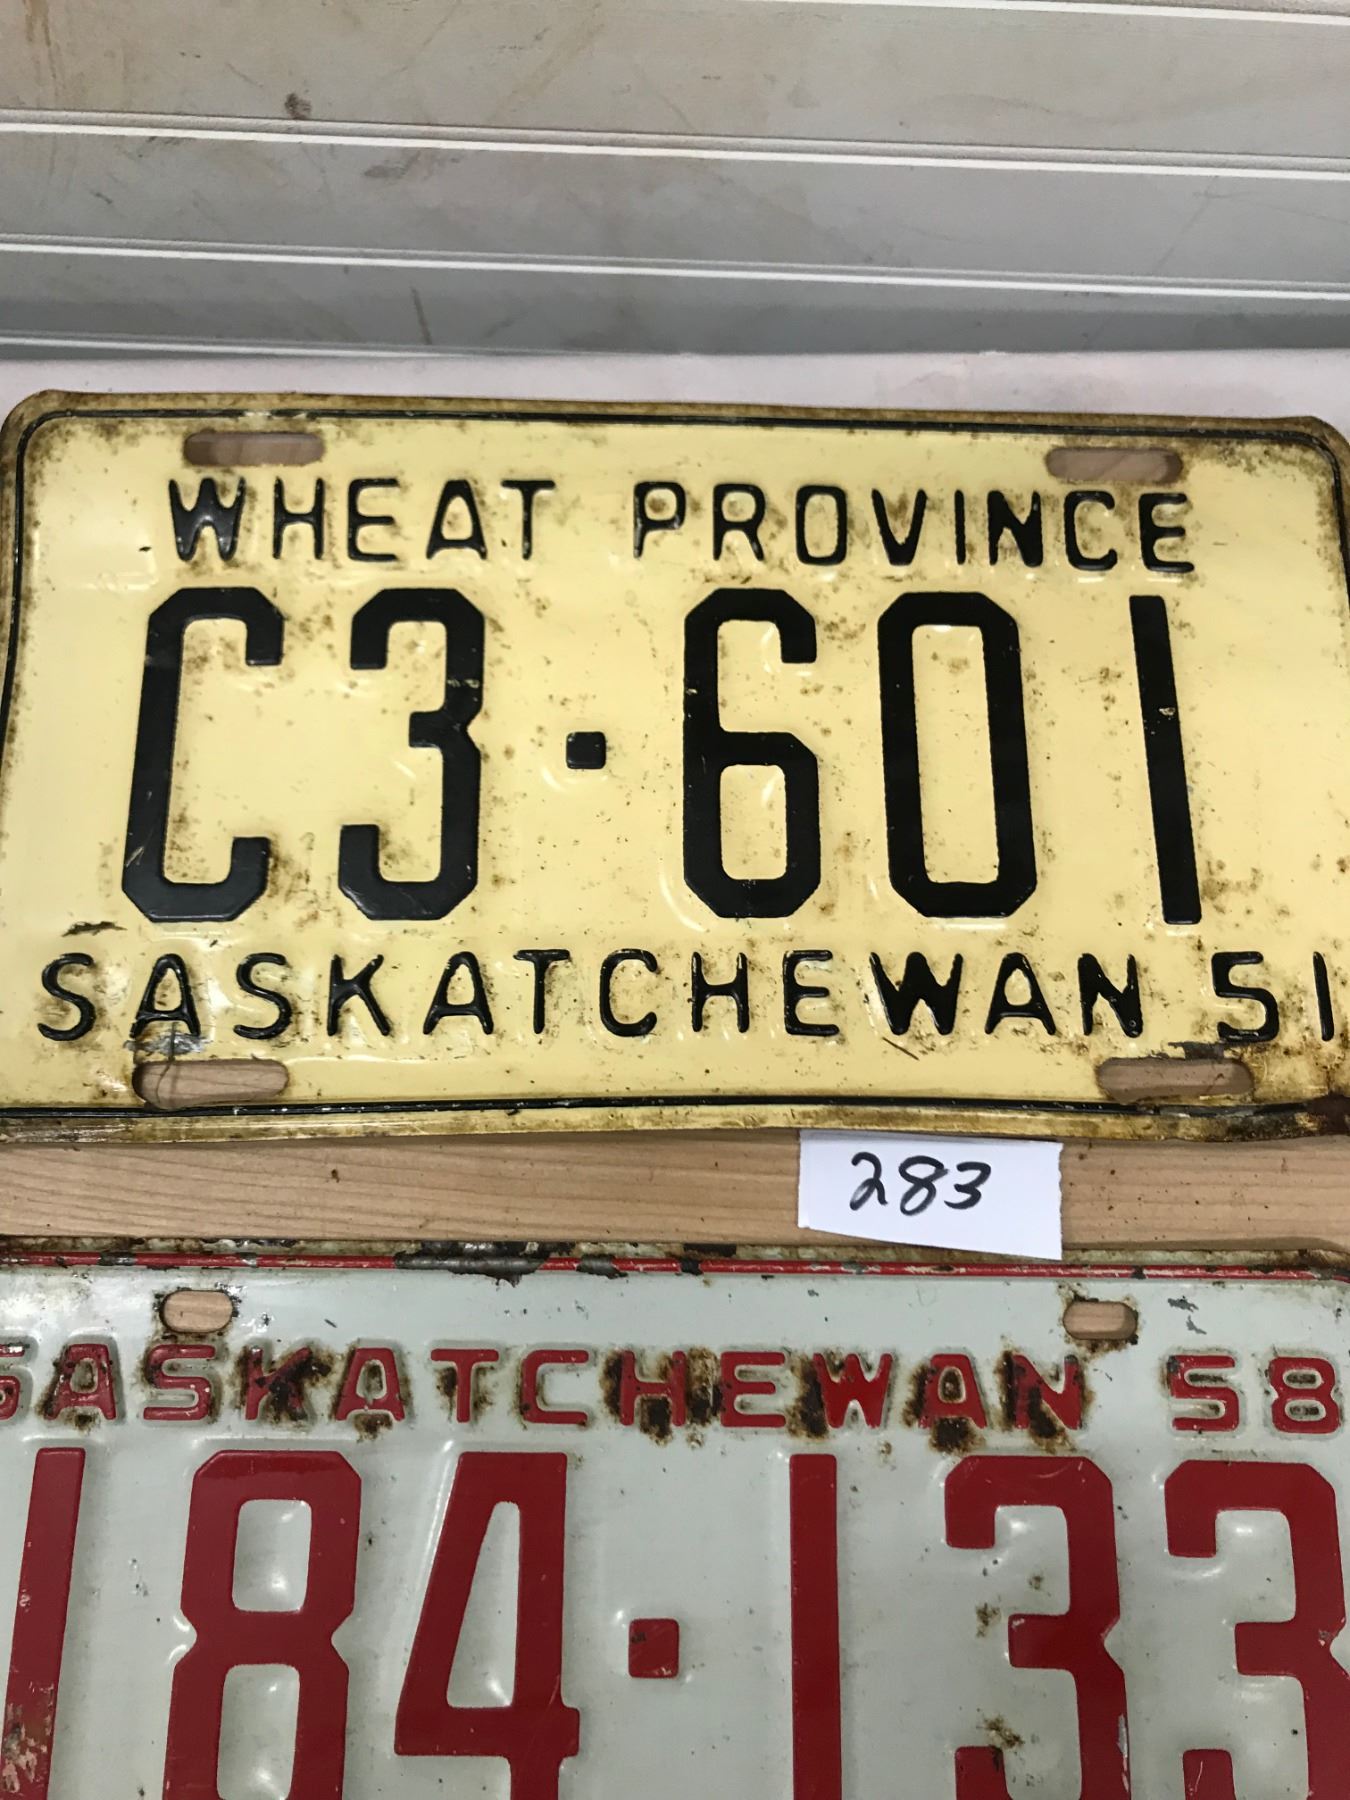 WHEAT PROVINCE
C3·601
SASKATCHEWAN 51
283
SASKATCHEWAN 58
184·133